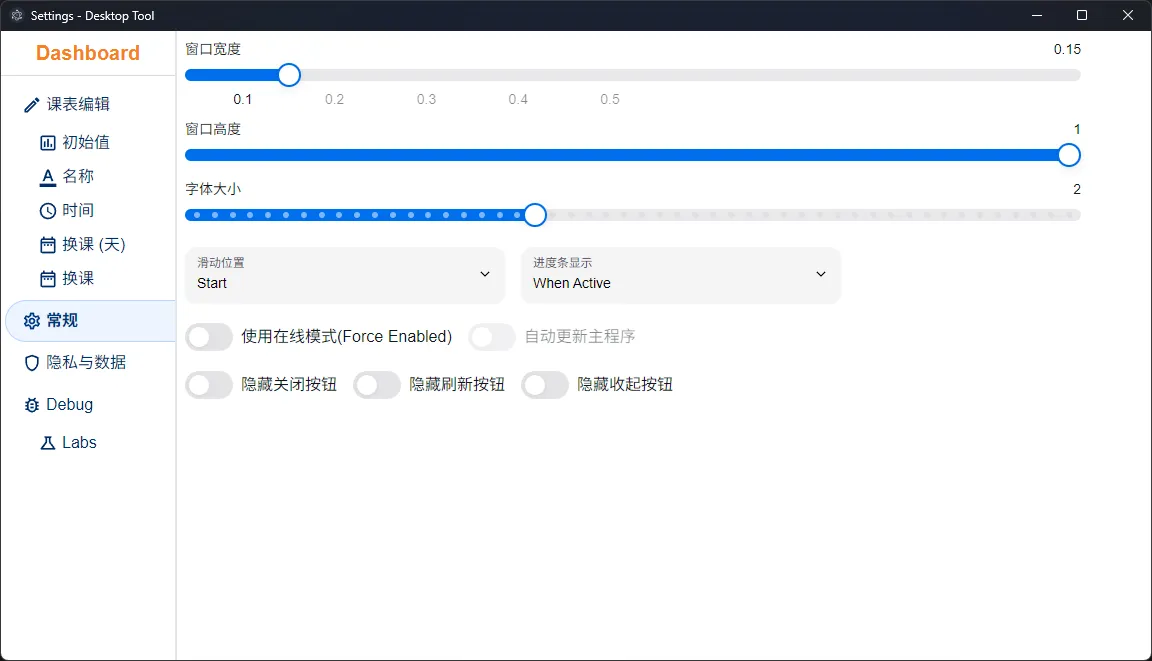 Settings - Desktop Tool
Dashboard
课表编辑
初始值
名称
时间
换课 (天)
换课
常规
隐私与数据
Debug
Labs
窗口宽度
0.15
0.1 0.2 0.3 0.4 0.5
窗口高度
1
字体大小
2
滑动位置
Start
进度条显示
When Active
使用在线模式(Force Enabled)
自动更新主程序
隐藏关闭按钮
隐藏刷新按钮
隐藏收起按钮